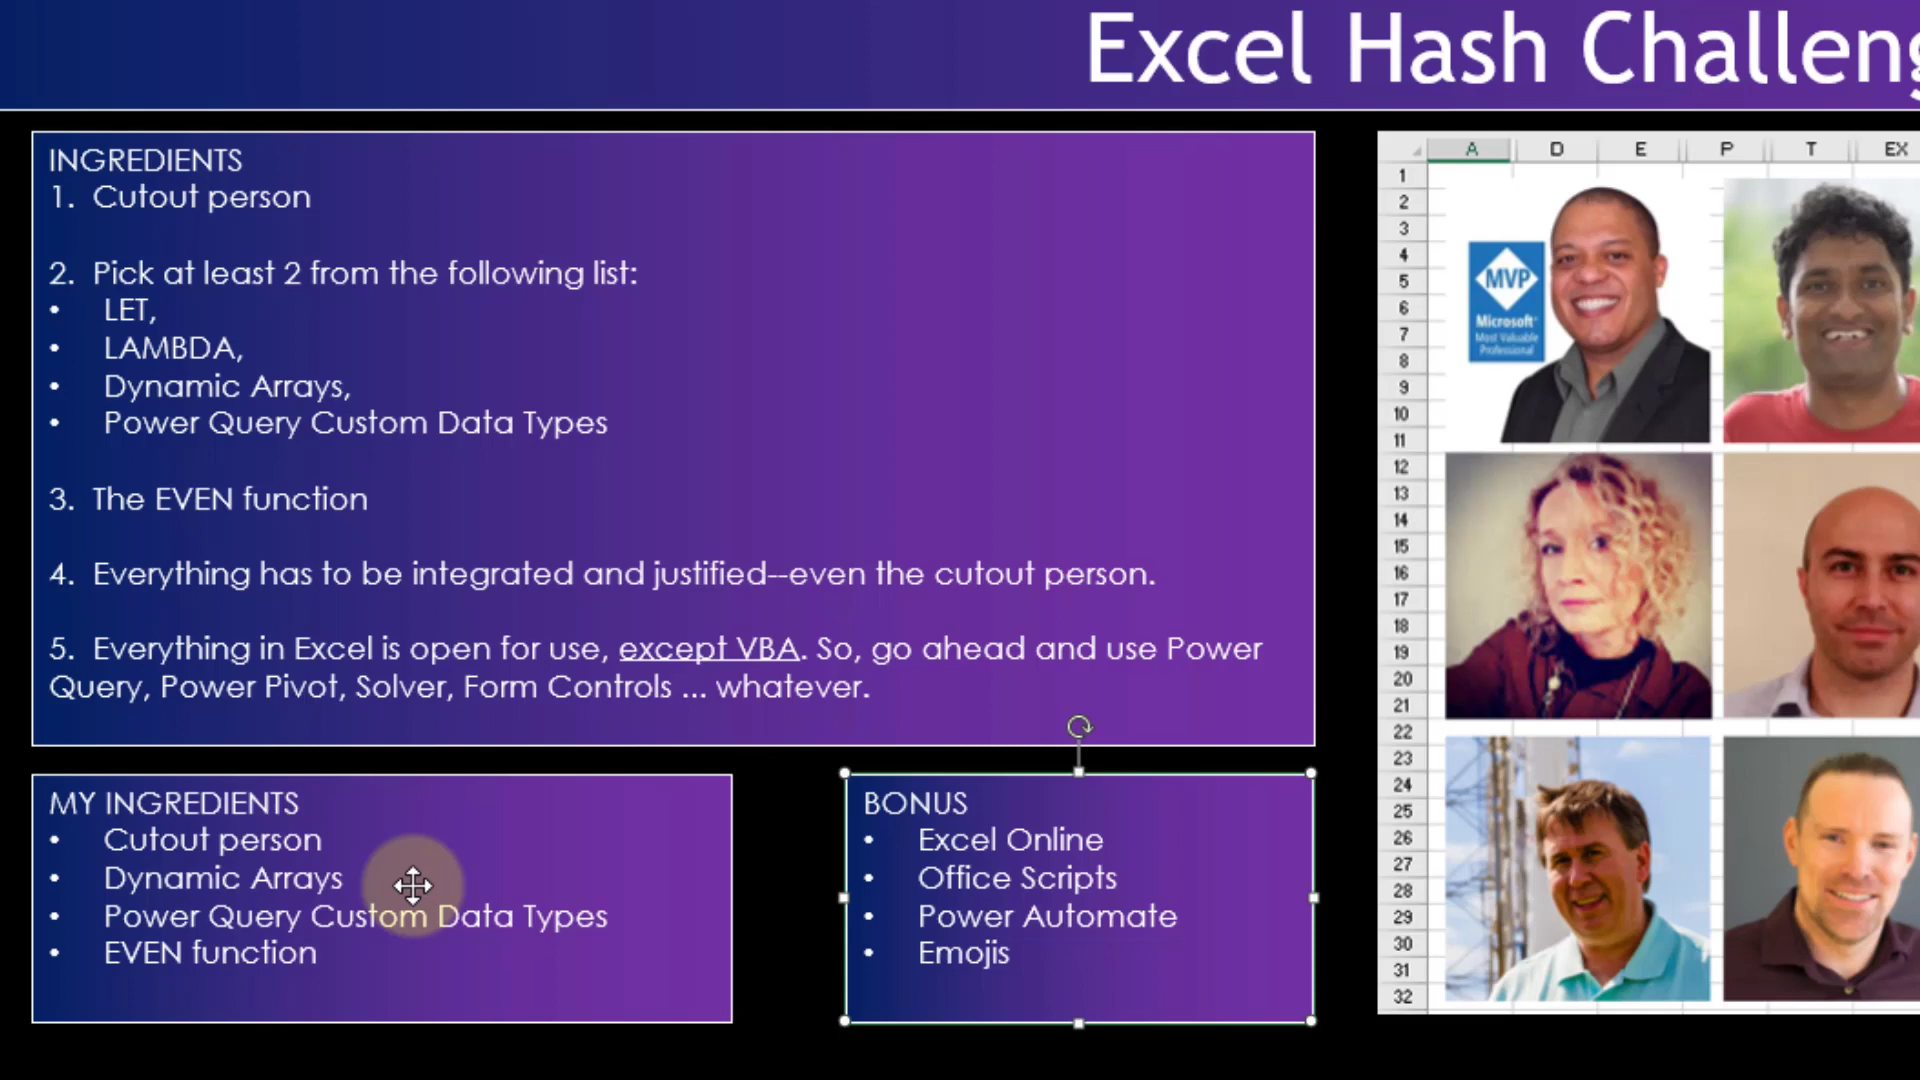 Excel Hash Challeng
INGREDIENTS
1. Cutout person
2. Pick at least 2 from the following list:
• LET,
• LAMBDA,
• Dynamic Arrays,
• Power Query Custom Data Types
3. The EVEN function
4. Everything has to be integrated and justified--even the cutout person.
5. Everything in Excel is open for use, except VBA. So, go ahead and use Power
Query, Power Pivot, Solver, Form Controls ... whatever.
MY INGREDIENTS
• Cutout person
• Dynamic Arrays
• Power Query Custom Data Types
• EVEN function
BONUS
• Excel Online
• Office Scripts
• Power Automate
• Emojis
A D E P T EX
1
2
3
4
5
6
7
8
9
10
11
12
13
14
15
16
17
18
19
20
21
22
23
24
25
26
27
28
29
30
31
32
MVP
Microsoft®
Most Valuable
Professional